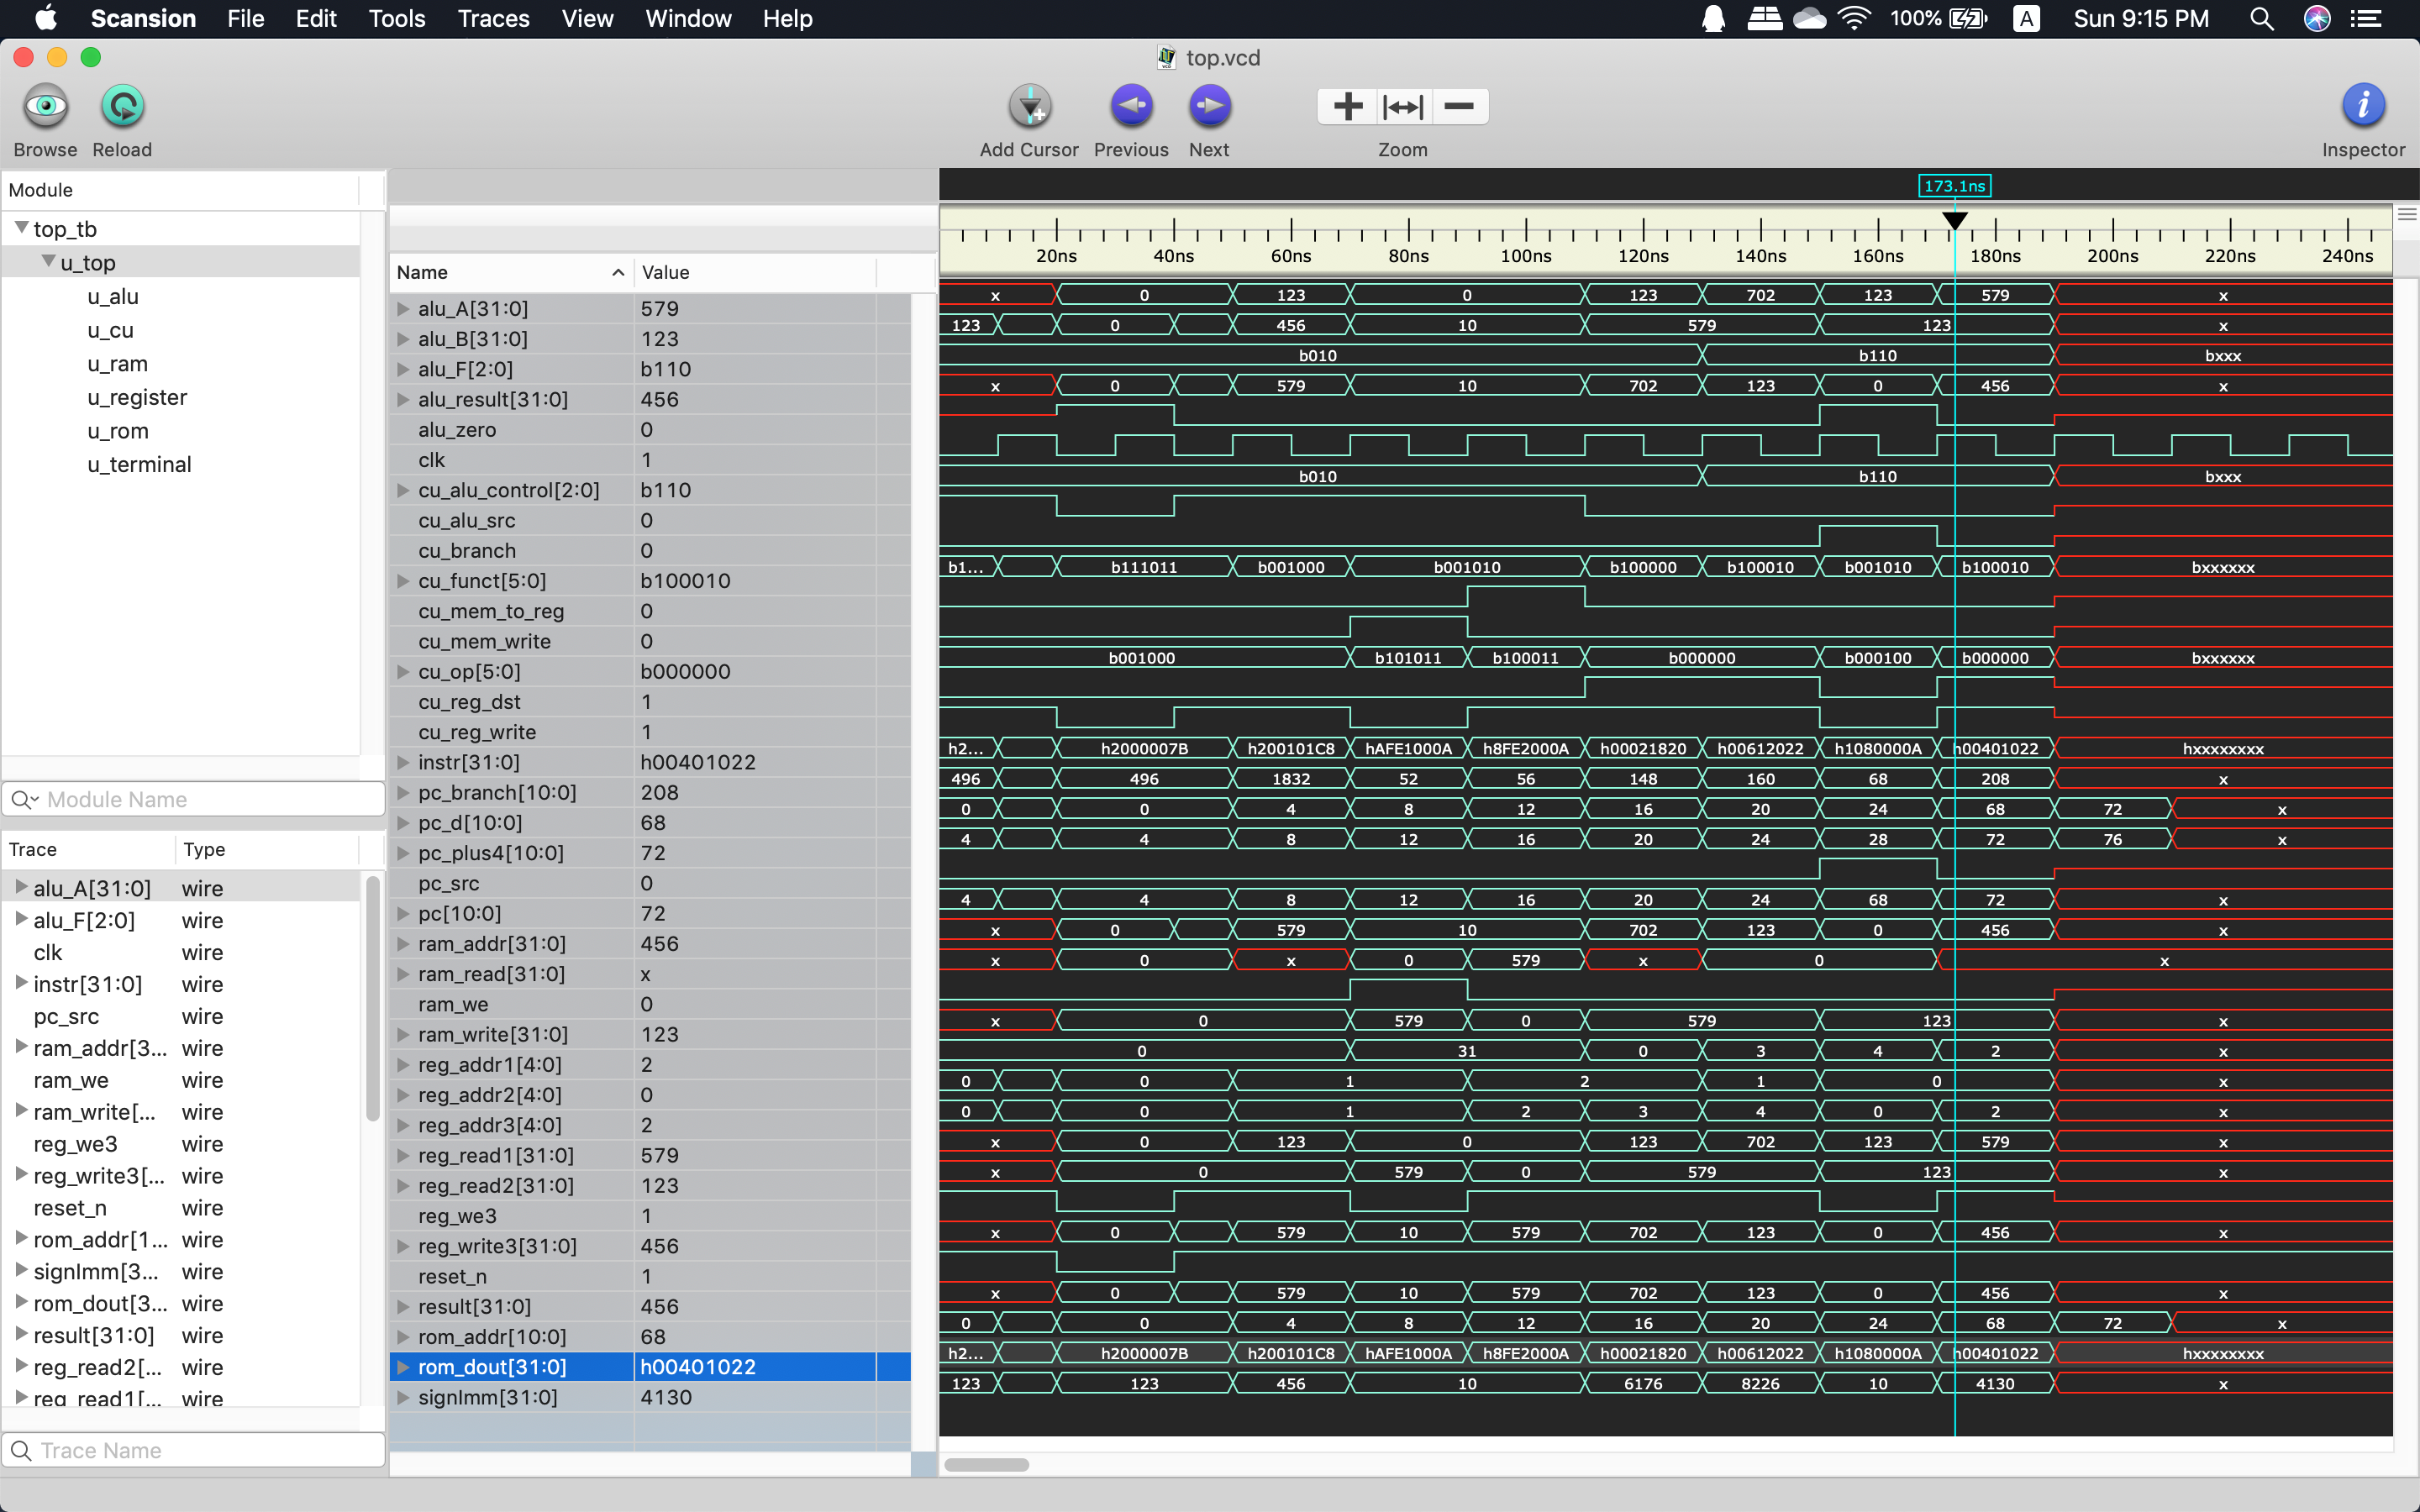 Scansion File Edit Tools Traces View Window Help 100% A Sun 9:15 PM
top.vcd
Browse Reload Add Cursor Previous Next Zoom Inspector
173.1ns
20ns 40ns 60ns 80ns 100ns 120ns 140ns 160ns 180ns 200ns 220ns 240ns
Module
top_tb
u_top
u_alu
u_cu
u_ram
u_register
u_rom
u_terminal
Module Name
Trace Type
alu_A[31:0] wire
alu_F[2:0] wire
clk wire
instr[31:0] wire
pc_src wire
ram_addr[3... wire
ram_we wire
ram_write[... wire
reg_we3 wire
reg_write3[... wire
reset_n wire
rom_addr[1... wire
signImm[3... wire
rom_dout[3... wire
result[31:0] wire
reg_read2[... wire
reg_read1[... wire
Trace Name
Name Value
alu_A[31:0] 579 x 0 123 0 123 702 123 579 x
alu_B[31:0] 123 123 0 456 10 579 123 x
alu_F[2:0] b110 b010 b110 bxxx
alu_result[31:0] 456 x 0 579 10 702 123 0 456 x
alu_zero 0
clk 1
cu_alu_control[2:0] b110 b010 b110 bxxx
cu_alu_src 0
cu_branch 0
cu_funct[5:0] b100010 b1... b111011 b001000 b001010 b100000 b100010 b001010 b100010 bxxxxxx
cu_mem_to_reg 0
cu_mem_write 0
cu_op[5:0] b000000 b001000 b101011 b100011 b000000 b000100 b000000 bxxxxxx
cu_reg_dst 1
cu_reg_write 1
instr[31:0] h00401022 h2... h2000007B h200101C8 hAFE1000A h8FE2000A h00021820 h00612022 h1080000A h00401022 hxxxxxxxx
pc_branch[10:0] 208 496 496 1832 52 56 148 160 68 208 x
pc_d[10:0] 68 0 0 4 8 12 16 20 24 68 72 x
pc_plus4[10:0] 72 4 4 8 12 16 20 24 28 72 76 x
pc_src 0
pc[10:0] 72 4 4 8 12 16 20 24 68 72 x
ram_addr[31:0] 456 x 0 579 10 702 123 0 456 x
ram_read[31:0] x x 0 x 0 579 x 0 x
ram_we 0
ram_write[31:0] 123 x 0 579 0 579 123 x
reg_addr1[4:0] 2 0 31 0 3 4 2 x
reg_addr2[4:0] 0 0 0 1 2 1 0 x
reg_addr3[4:0] 2 0 0 1 2 3 4 0 2 x
reg_read1[31:0] 579 x 0 123 0 123 702 123 579 x
reg_read2[31:0] 123 x 0 579 0 579 123 x
reg_we3 1
reg_write3[31:0] 456 x 0 579 10 579 702 123 0 456 x
reset_n 1
result[31:0] 456 x 0 579 10 579 702 123 0 456 x
rom_addr[10:0] 68 0 0 4 8 12 16 20 24 68 72 x
rom_dout[31:0] h00401022 h2... h2000007B h200101C8 hAFE1000A h8FE2000A h00021820 h00612022 h1080000A h00401022 hxxxxxxxx
signImm[31:0] 4130 123 123 456 10 6176 8226 10 4130 x